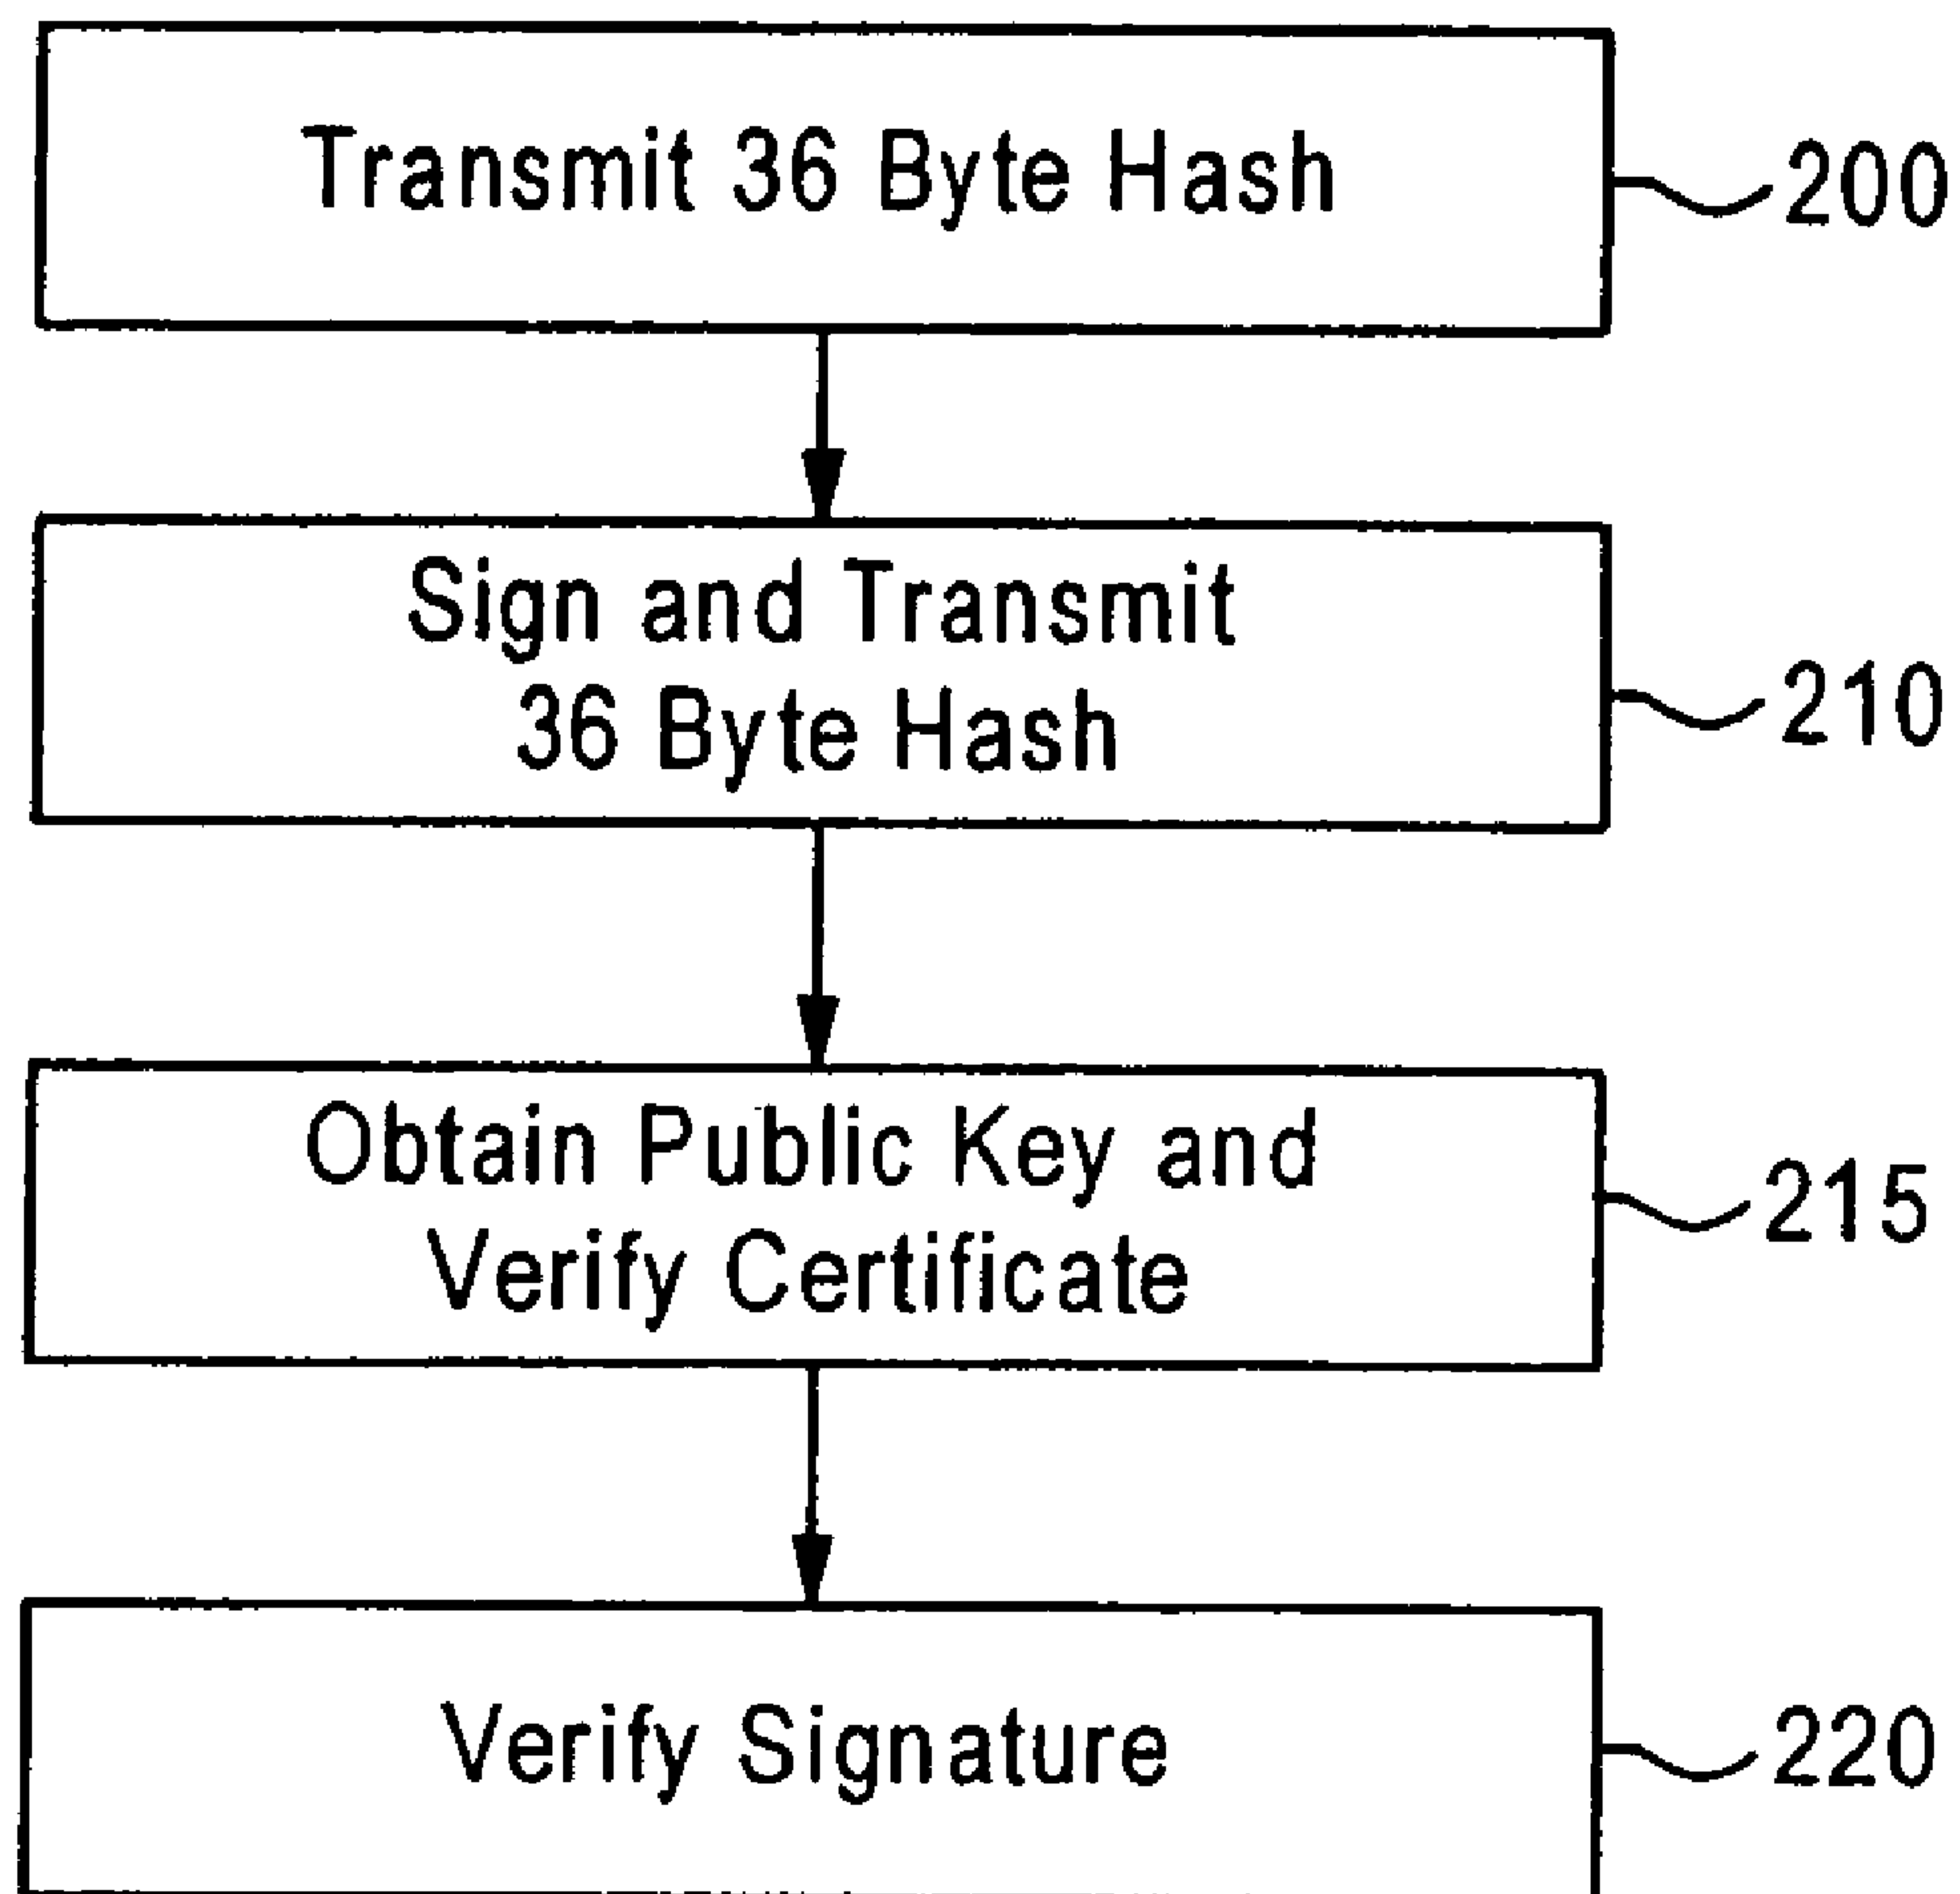 Transmit 36 Byte Hash
200
Sign and Transmit
36 Byte Hash
210
Obtain Public Key and
Verify Certificate
215
Verify Signature
220